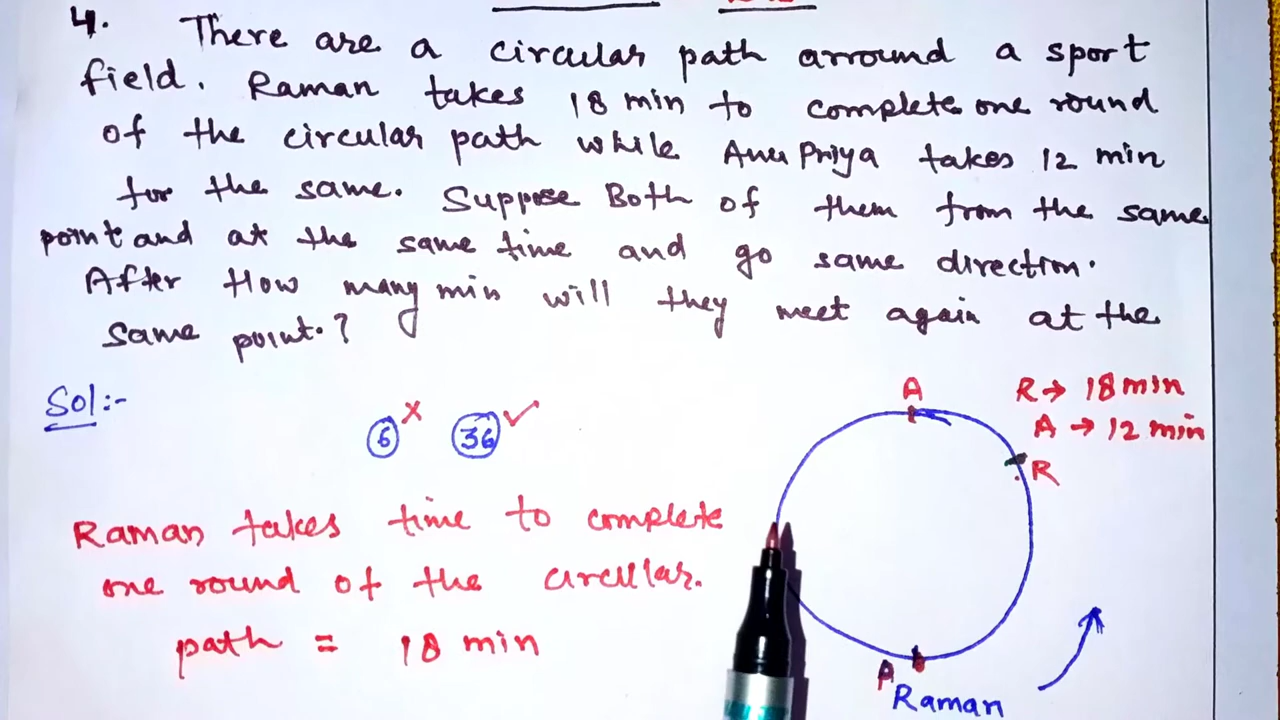 4. There are a circular path arround a sport
field. Raman takes 18 min to complete one round
of the circular path while Anu Priya takes 12 min
for the same. Suppose Both of them from the same
point and at the same time and go same direction.
After How many min will they meet again at the
same point.?
Sol:-
6 × 36 ✓
A
R → 18 min
A → 12 min
R
Raman takes time to complete
one round of the circular.
path = 18 min
A
Raman